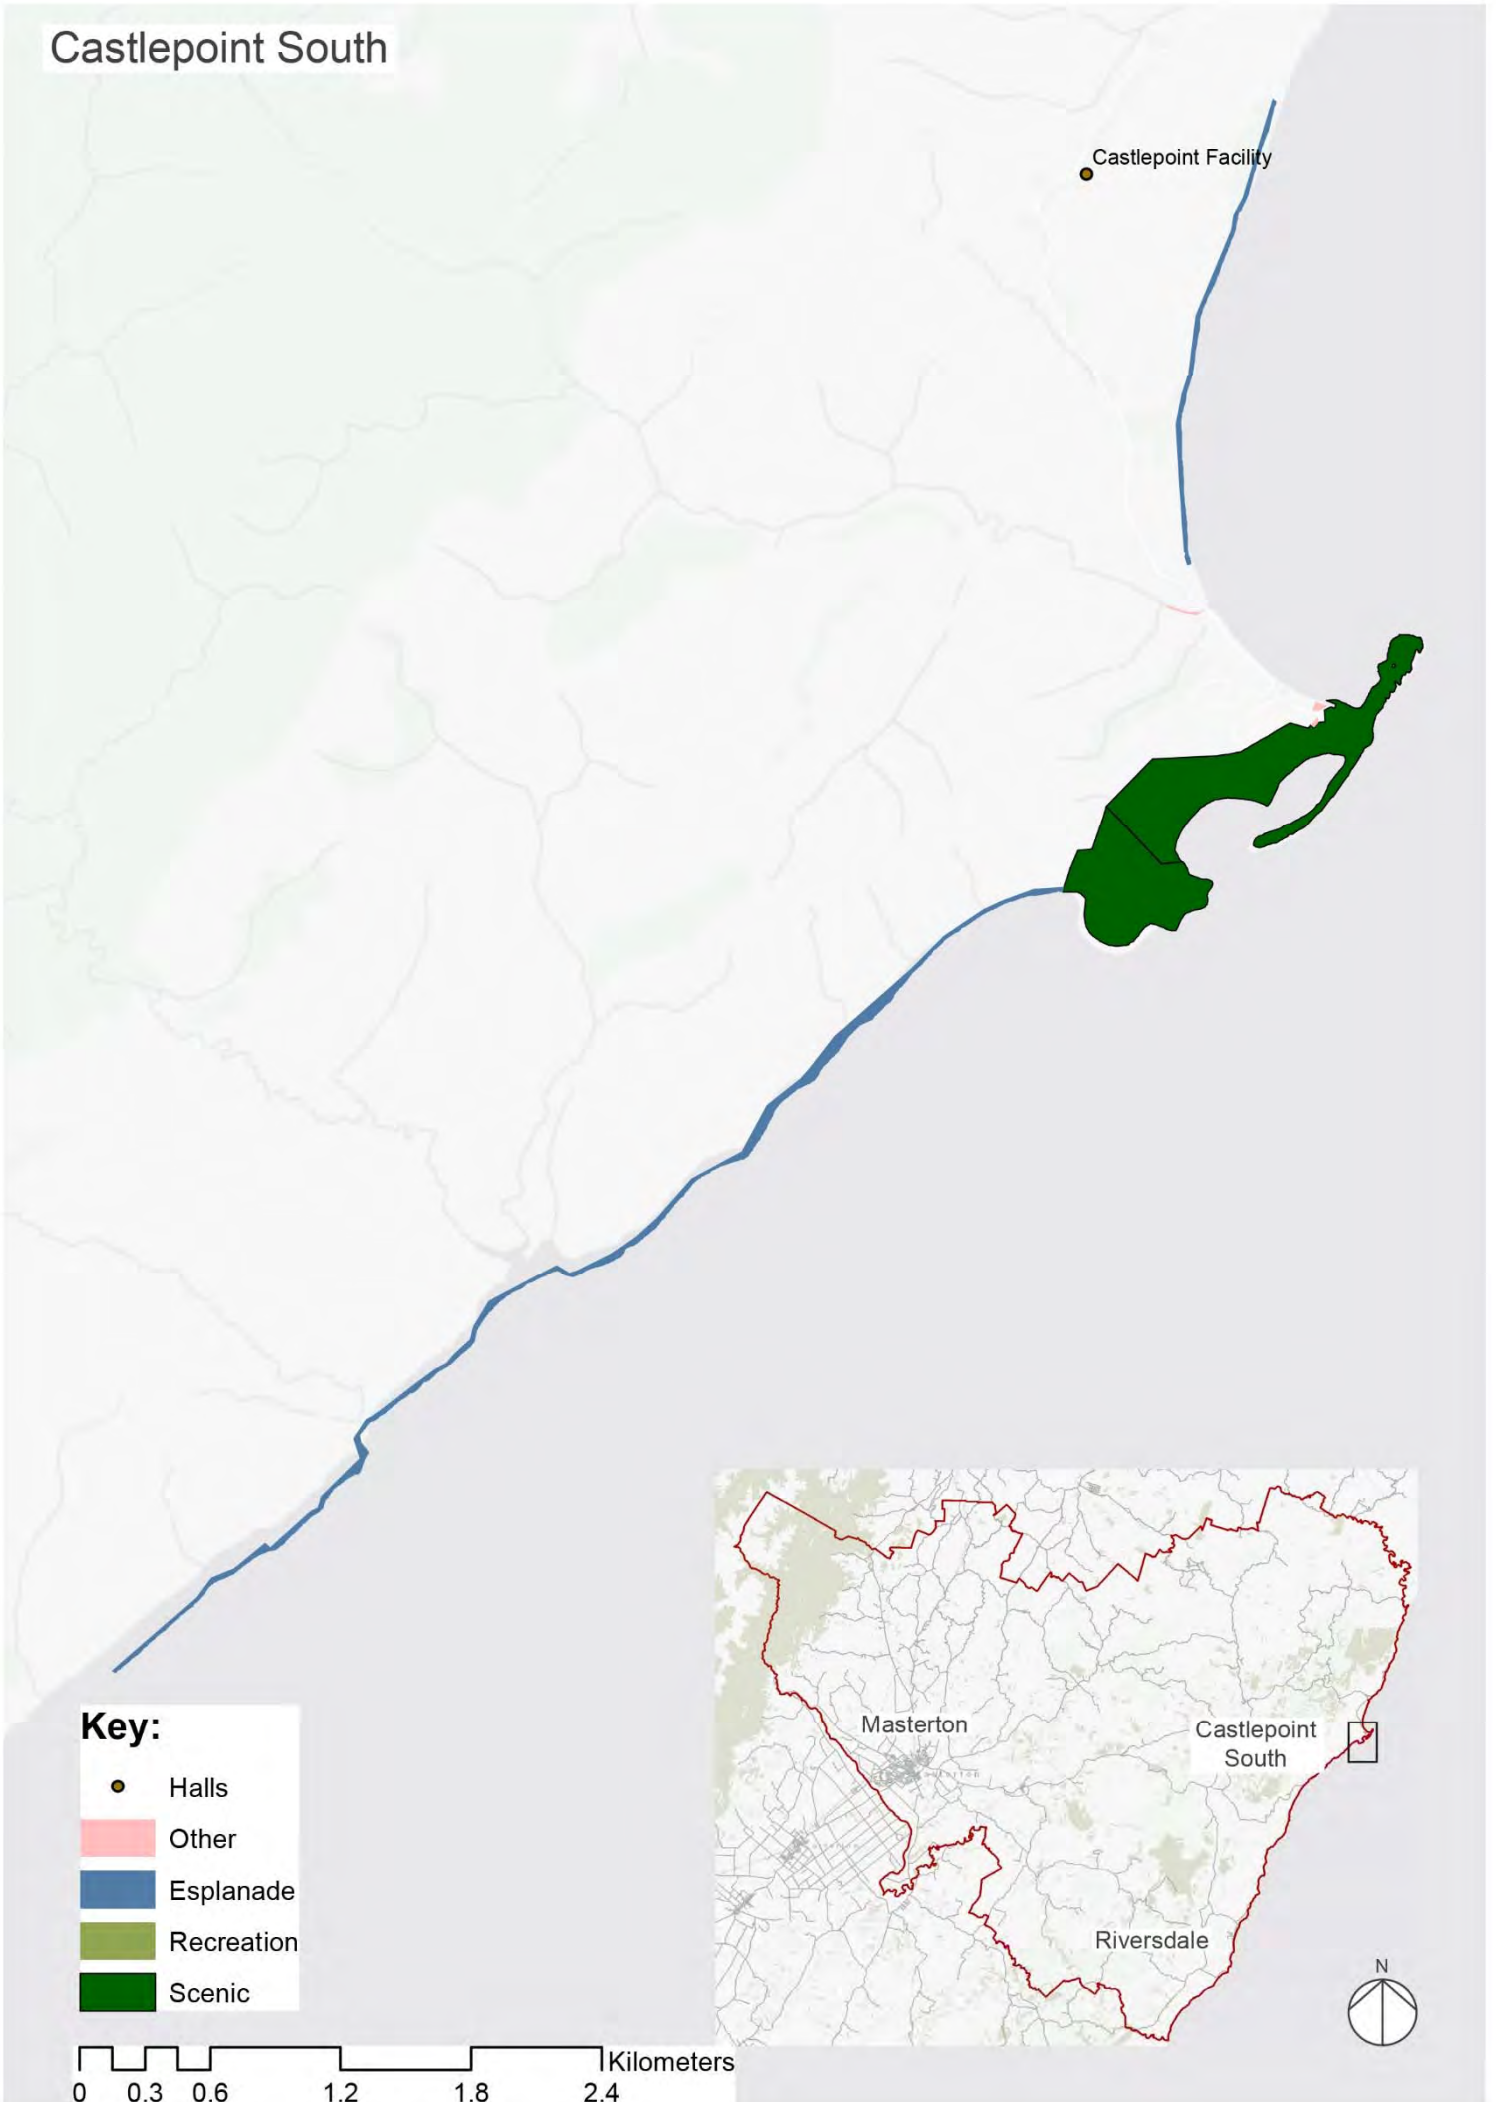 Castlepoint South
Castlepoint Facility
Masterton
Castlepoint
South
Riversdale
N
Key:
Halls
Other
Esplanade
Recreation
Scenic
Kilometers
0 0.3 0.6 1.2 1.8 2.4